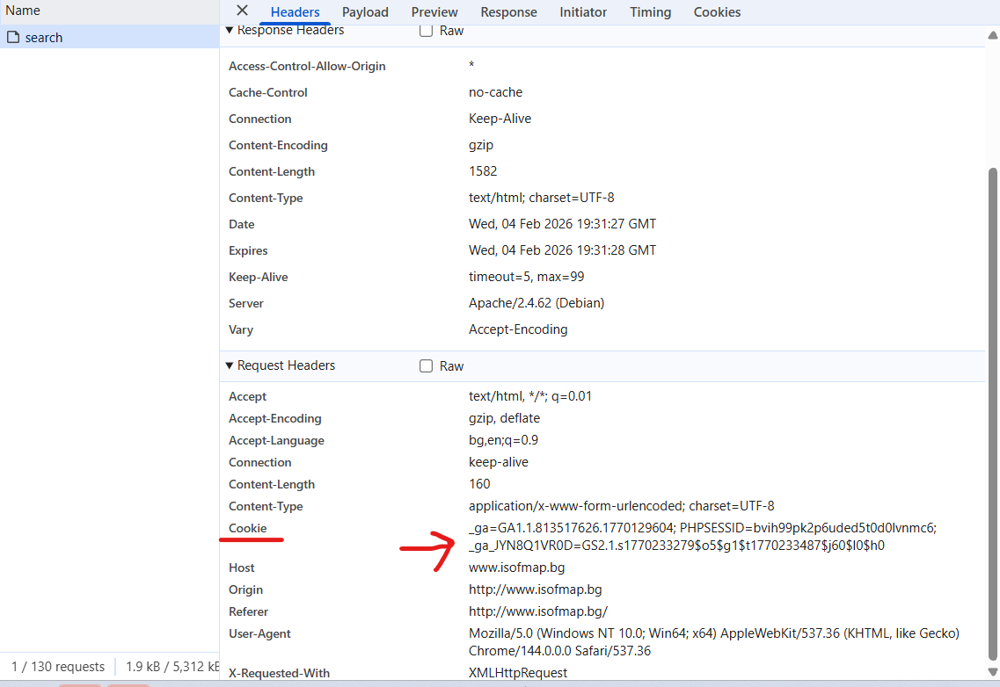 Name
search
1 / 130 requests 1.9 kB / 5,312 kB
Headers Payload Preview Response Initiator Timing Cookies
Response Headers Raw
Access-Control-Allow-Origin *
Cache-Control no-cache
Connection Keep-Alive
Content-Encoding gzip
Content-Length 1582
Content-Type text/html; charset=UTF-8
Date Wed, 04 Feb 2026 19:31:27 GMT
Expires Wed, 04 Feb 2026 19:31:28 GMT
Keep-Alive timeout=5, max=99
Server Apache/2.4.62 (Debian)
Vary Accept-Encoding
Request Headers Raw
Accept text/html, */*; q=0.01
Accept-Encoding gzip, deflate
Accept-Language bg,en;q=0.9
Connection keep-alive
Content-Length 160
Content-Type application/x-www-form-urlencoded; charset=UTF-8
Cookie _ga=GA1.1.813517626.1770129604; PHPSESSID=bvih99pk2p6uded5t0d0lvnmc6;
_ga_JYN8Q1VR0D=GS2.1.s1770233279$o5$g1$t1770233487$j60$l0$h0
Host www.isofmap.bg
Origin http://www.isofmap.bg
Referer http://www.isofmap.bg/
User-Agent Mozilla/5.0 (Windows NT 10.0; Win64; x64) AppleWebKit/537.36 (KHTML, like Gecko)
Chrome/144.0.0.0 Safari/537.36
X-Requested-With XMLHttpRequest